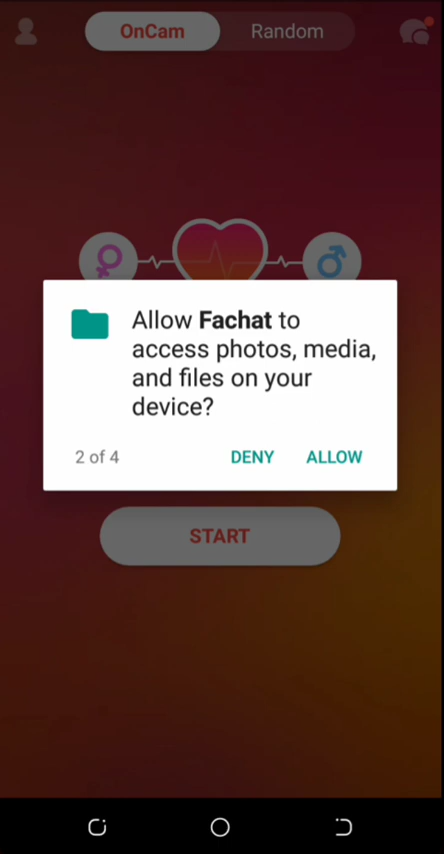 OnCam Random
Allow Fachat to
access photos, media,
and files on your
device?
2 of 4 DENY ALLOW
START